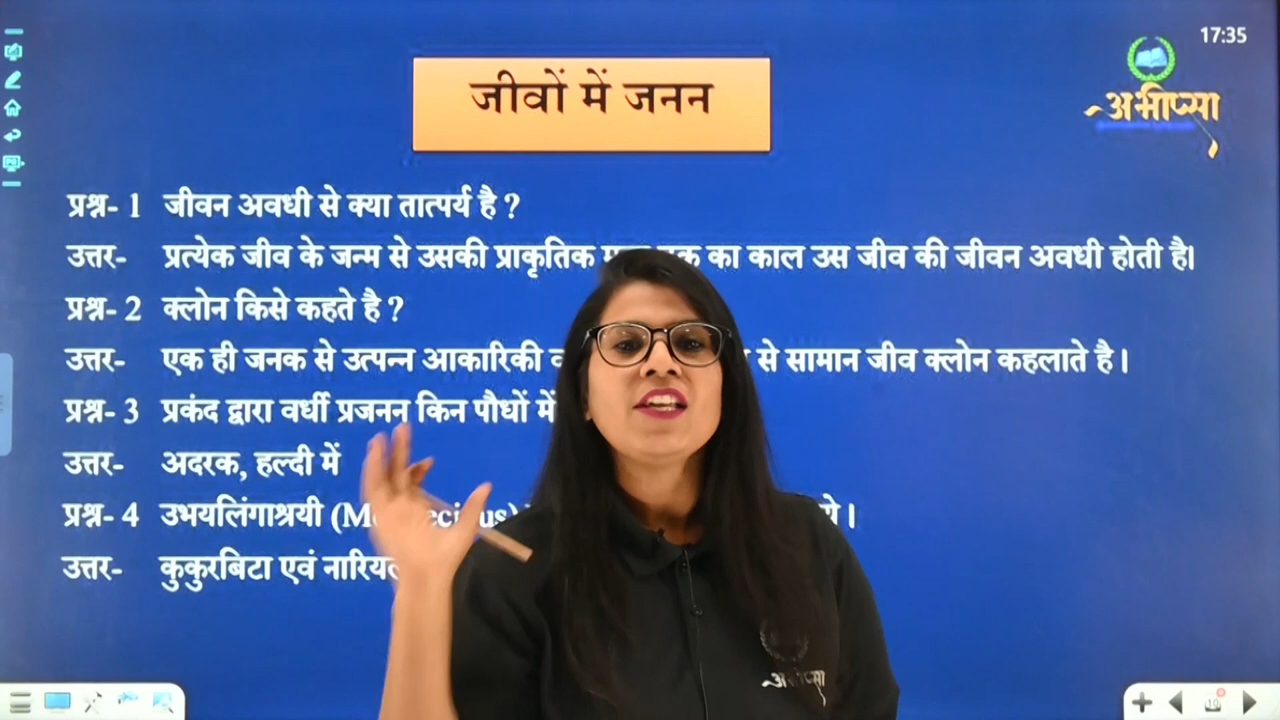 17:35
अभीप्सा
जीवों में जनन
प्रश्न- 1 जीवन अवधी से क्या तात्पर्य है ?
उत्तर- प्रत्येक जीव के जन्म से उसकी प्राकृतिक का काल उस जीव की जीवन अवधी होती है।
प्रश्न- 2 क्लोन किसे कहते है ?
उत्तर- एक ही जनक से उत्पन्न आकारिकी से सामान जीव क्लोन कहलाते है ।
प्रश्न- 3 प्रकंद द्वारा वर्धी प्रजनन किन पौधों में
उत्तर- अदरक, हल्दी में
प्रश्न- 4 उभयलिंगाश्रयी
उत्तर- कुकुरबिटा एवं नारियल
अभीप्सा